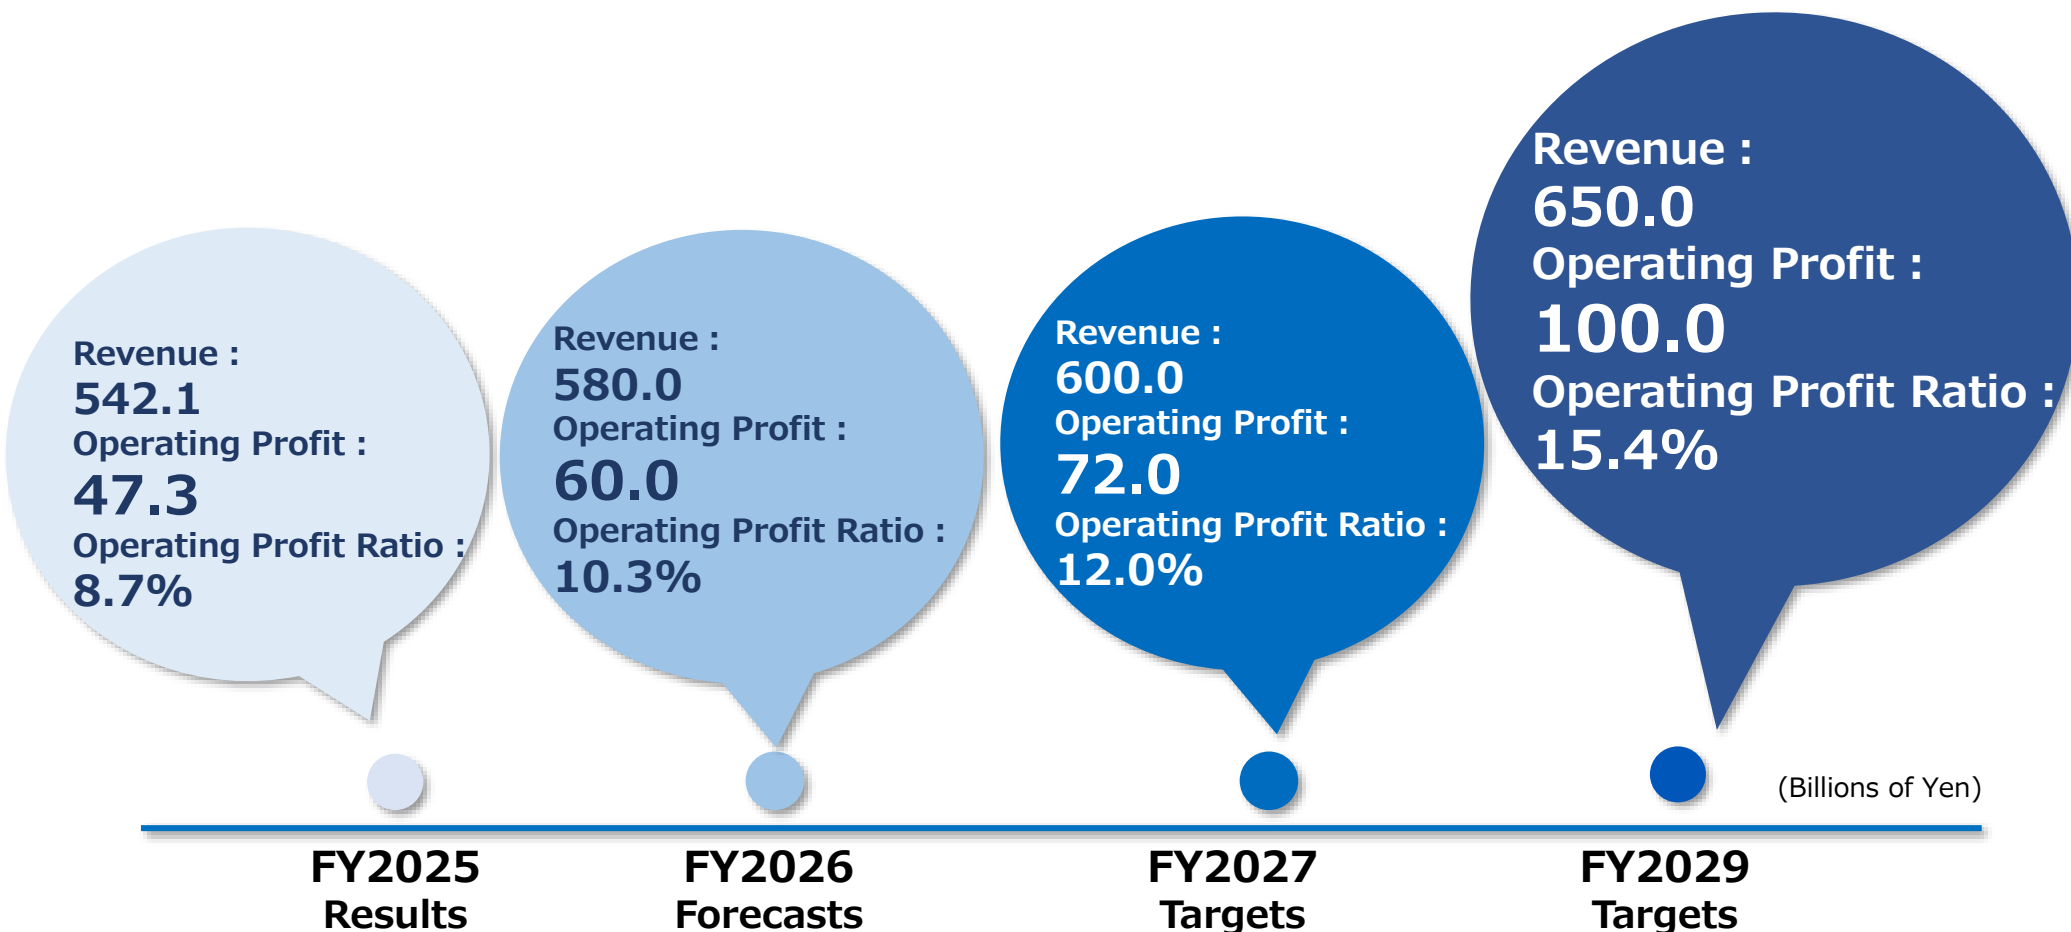 Revenue :
542.1
Operating Profit :
47.3
Operating Profit Ratio :
8.7%
Revenue :
580.0
Operating Profit :
60.0
Operating Profit Ratio :
10.3%
Revenue :
600.0
Operating Profit :
72.0
Operating Profit Ratio :
12.0%
Revenue :
650.0
Operating Profit :
100.0
Operating Profit Ratio :
15.4%
(Billions of Yen)
FY2025
Results
FY2026
Forecasts
FY2027
Targets
FY2029
Targets